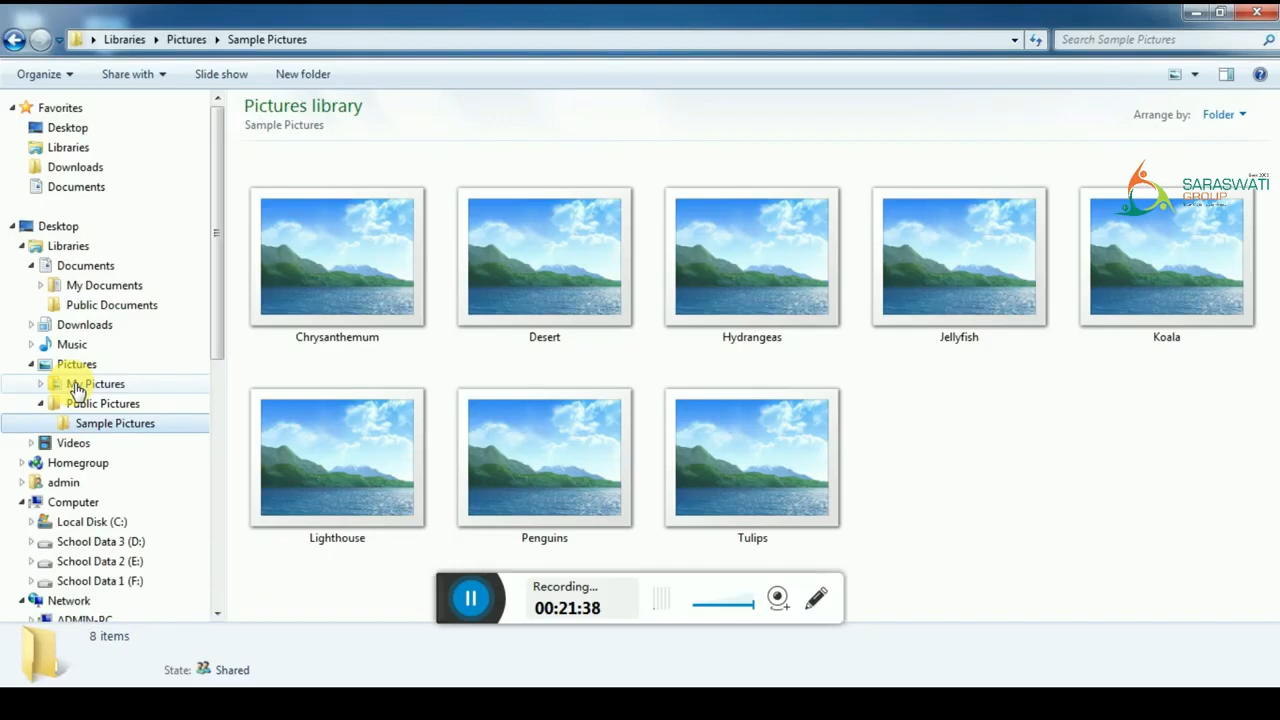 Libraries Pictures Sample Pictures
Search Sample Pictures
Organize Share with Slide show New folder
Favorites
Desktop
Libraries
Downloads
Documents
Desktop
Libraries
Documents
My Documents
Public Documents
Downloads
Music
Pictures
My Pictures
Public Pictures
Sample Pictures
Videos
Homegroup
admin
Computer
Local Disk (C:)
School Data 3 (D:)
School Data 2 (E:)
School Data 1 (F:)
Network
ADMIN-PC
Pictures library
Sample Pictures
Arrange by: Folder
SARASWATI
GROUP
Chrysanthemum Desert Hydrangeas Jellyfish Koala
Lighthouse Penguins Tulips
Recording...
00:21:38
8 items
State: Shared